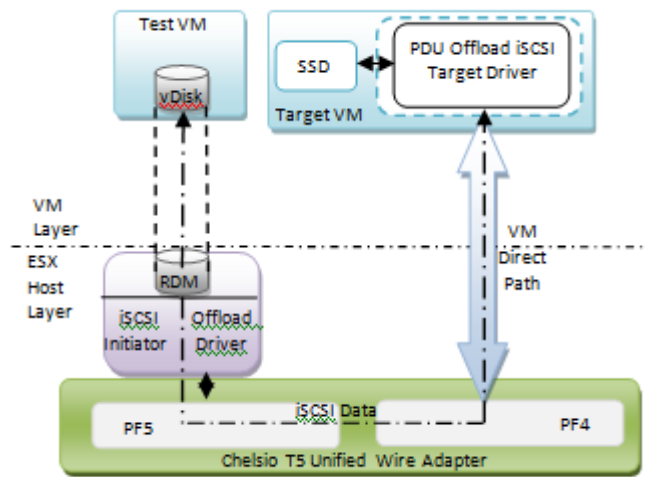 Test VM
vDisk
SSD
PDU Offload iSCSI
Target Driver
Target VM
VM
Layer
VM
Direct
Path
ESX
Host
Layer
RDM
iSCSI
Initiator
Offload
Driver
iSCSI Data
PF5
PF4
Chelsio T5 Unified Wire Adapter